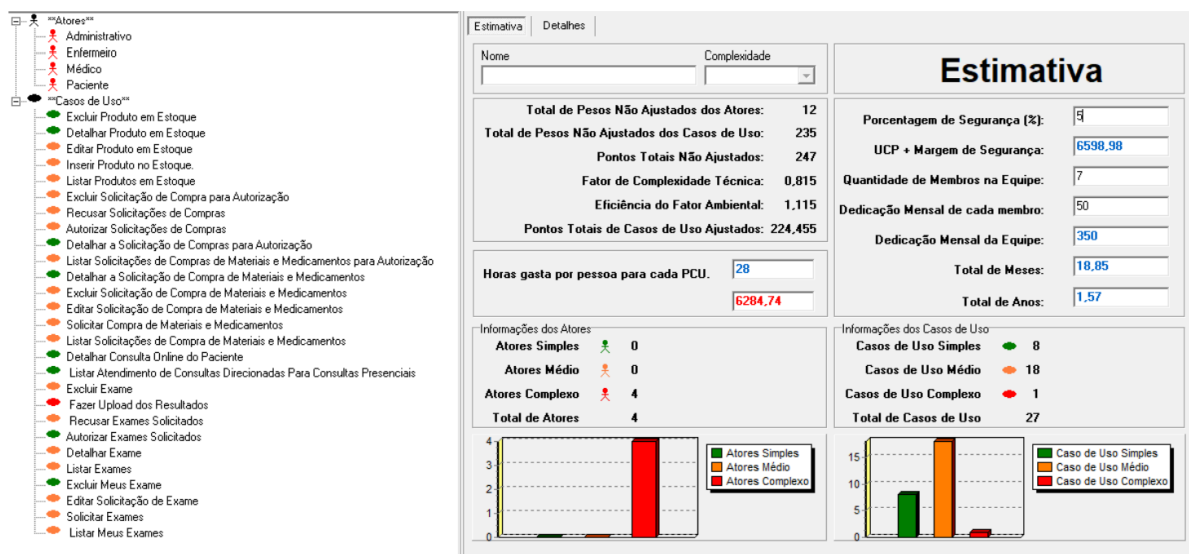 **Atores**
Administrativo
Enfermeiro
Médico
Paciente
**Casos de Uso**
Excluir Produto em Estoque
Detalhar Produto em Estoque
Editar Produto em Estoque
Inserir Produto no Estoque.
Listar Produtos em Estoque
Excluir Solicitação de Compra para Autorização
Recusar Solicitações de Compras
Autorizar Solicitações de Compras
Detalhar a Solicitação de Compras para Autorização
Listar Solicitações de Compras de Materiais e Medicamentos para Autorização
Detalhar a Solicitação de Compra de Materiais e Medicamentos
Excluir Solicitação de Compra de Materiais e Medicamentos
Editar Solicitação de Compra de Materiais e Medicamentos
Solicitar Compra de Materiais e Medicamentos
Listar Solicitações de Compra de Materiais e Medicamentos
Detalhar Consulta Online do Paciente
Listar Atendimento de Consultas Direcionadas Para Consultas Presenciais
Excluir Exame
Fazer Upload dos Resultados
Recusar Exames Solicitados
Autorizar Exames Solicitados
Detalhar Exame
Listar Exames
Excluir Meus Exame
Editar Solicitação de Exame
Solicitar Exames
Listar Meus Exames
Estimativa Detalhes
Nome Complexidade
Total de Pesos Não Ajustados dos Atores: 12
Total de Pesos Não Ajustados dos Casos de Uso: 235
Pontos Totais Não Ajustados: 247
Fator de Complexidade Técnica: 0,815
Eficiência do Fator Ambiental: 1,115
Pontos Totais de Casos de Uso Ajustados: 224,455
Horas gasta por pessoa para cada PCU. 28
6284,74
Estimativa
Porcentagem de Segurança (%): 5
UCP + Margem de Segurança: 6598,98
Quantidade de Membros na Equipe: 7
Dedicação Mensal de cada membro: 50
Dedicação Mensal da Equipe: 350
Total de Meses: 18,85
Total de Anos: 1,57
Informações dos Atores
Atores Simples 0
Atores Médio 0
Atores Complexo 4
Total de Atores 4
Informações dos Casos de Uso
Casos de Uso Simples 8
Casos de Uso Médio 18
Casos de Uso Complexo 1
Total de Casos de Uso 27
4
3
2
1
0
Atores Simples
Atores Médio
Atores Complexo
15
10
5
0
Caso de Uso Simples
Caso de Uso Médio
Caso de Uso Complexo